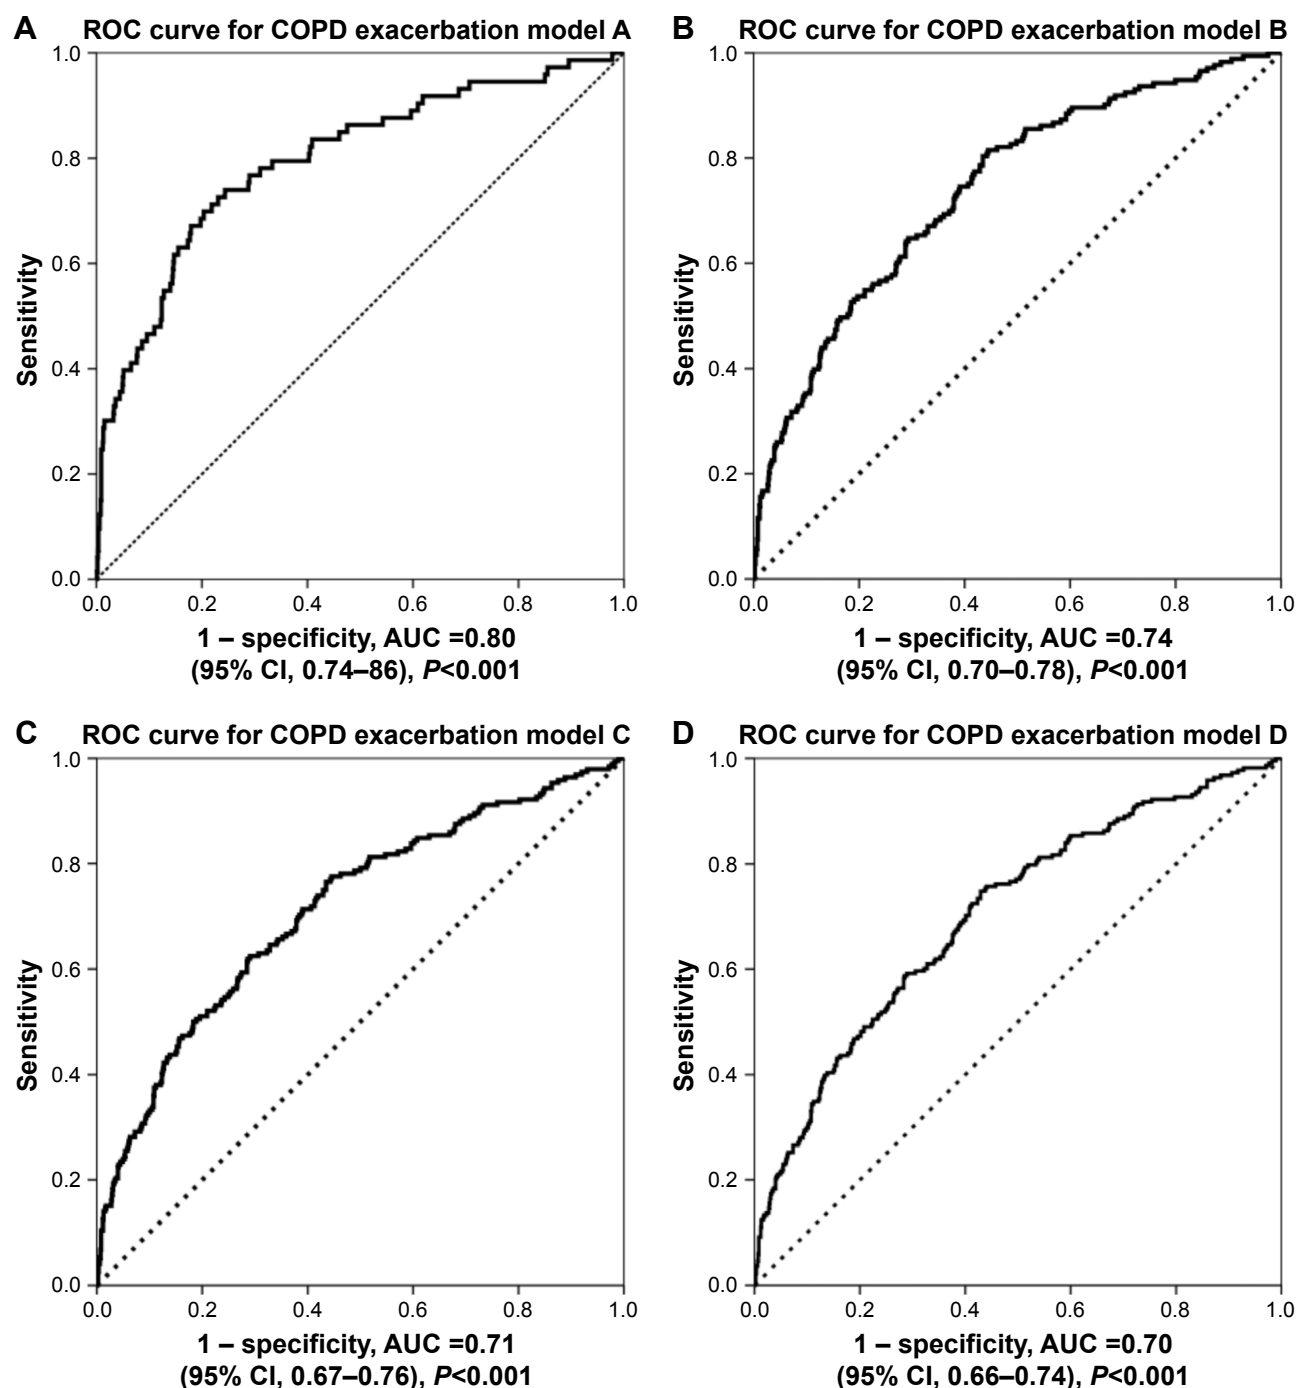 A ROC curve for COPD exacerbation model A
1.0
0.8
0.6
0.4
0.2
0.0
Sensitivity
0.0 0.2 0.4 0.6 0.8 1.0
1 – specificity, AUC =0.80
(95% CI, 0.74–86), P<0.001
B ROC curve for COPD exacerbation model B
1.0
0.8
0.6
0.4
0.2
0.0
Sensitivity
0.0 0.2 0.4 0.6 0.8 1.0
1 – specificity, AUC =0.74
(95% CI, 0.70–0.78), P<0.001
C ROC curve for COPD exacerbation model C
1.0
0.8
0.6
0.4
0.2
0.0
Sensitivity
0.0 0.2 0.4 0.6 0.8 1.0
1 – specificity, AUC =0.71
(95% CI, 0.67–0.76), P<0.001
D ROC curve for COPD exacerbation model D
1.0
0.8
0.6
0.4
0.2
0.0
Sensitivity
0.0 0.2 0.4 0.6 0.8 1.0
1 – specificity, AUC =0.70
(95% CI, 0.66–0.74), P<0.001